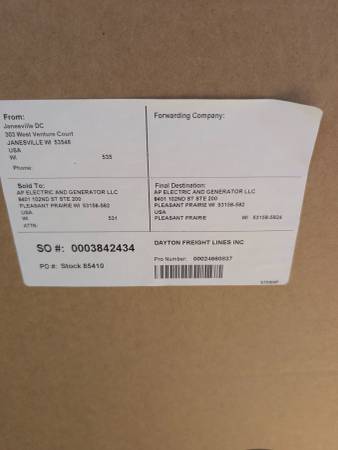 From:
Janesville DC
303 West Venture Court
JANESVILLE WI 53546
USA
WI 535
Phone:
Forwarding Company:
Sold To:
AP ELECTRIC AND GENERATOR LLC
8401 102ND ST STE 200
PLEASANT PRAIRIE WI 53158-582
USA
WI 531
ATTN:
Final Destination:
AP ELECTRIC AND GENERATOR LLC
8401 102ND ST STE 200
PLEASANT PRAIRIE WI 53158-582
USA
PLEASANT PRAIRIE WI 53158-5824
SO #: 0003842434
PO #: Stock 85410
DAYTON FREIGHT LINES INC
Pro Number: 00024660837